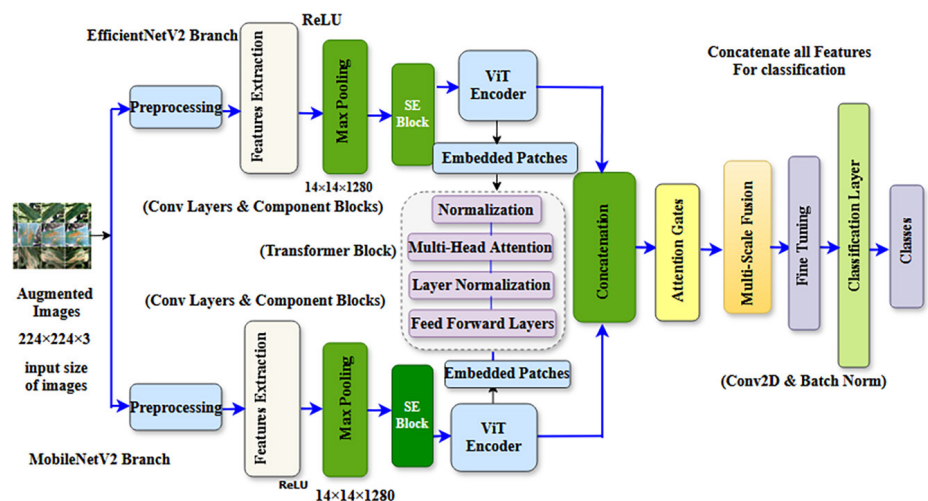 EfficientNetV2 Branch
ReLU
Preprocessing
Features Extraction
Max Pooling
14×14×1280
SE
Block
ViT
Encoder
Embedded Patches
(Conv Layers & Component Blocks)
Normalization
(Transformer Block)
Multi-Head Attention
Layer Normalization
Feed Forward Layers
Augmented
Images
224×224×3
input size
of images
(Conv Layers & Component Blocks)
Preprocessing
Features Extraction
ReLU
Max Pooling
14×14×1280
SE
Block
Embedded Patches
ViT
Encoder
MobileNetV2 Branch
Concatenation
Attention Gates
Multi-Scale Fusion
Fine Tuning
Concatenate all Features
For classification
Classification Layer
Classes
(Conv2D & Batch Norm)